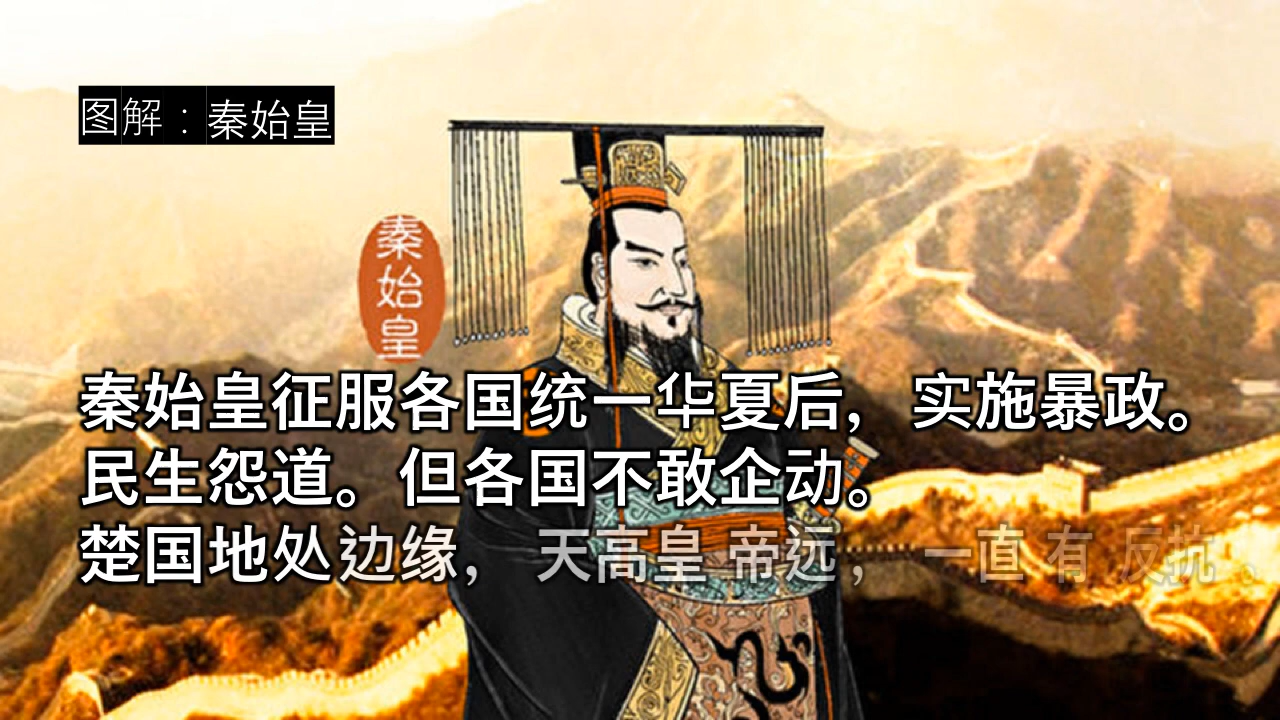 图解：秦始皇
秦始皇
秦始皇征服各国统一华夏后，实施暴政。
民生怨道。但各国不敢企动。
楚国地处边缘，天高皇帝远，一直有反抗。